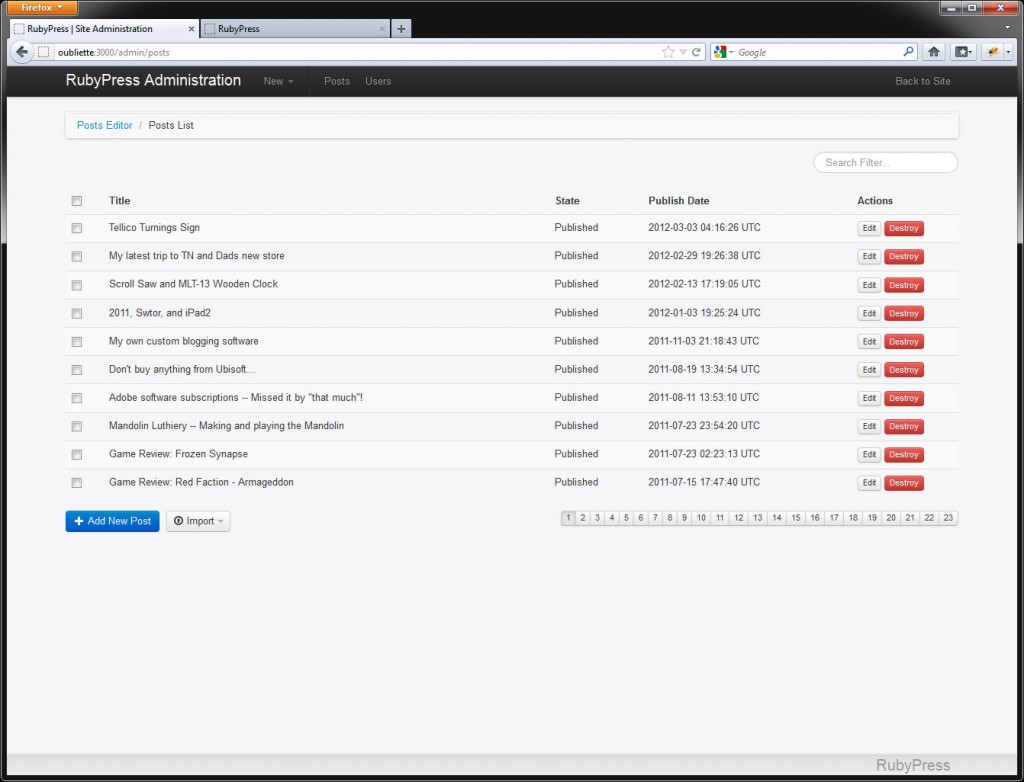 Firefox
RubyPress | Site Administration RubyPress
oubliette:3000/admin/posts Google
RubyPress Administration New Posts Users Back to Site
Posts Editor / Posts List
Search Filter...
Title State Publish Date Actions
Tellico Turnings Sign Published 2012-03-03 04:16:26 UTC Edit Destroy
My latest trip to TN and Dads new store Published 2012-02-29 19:26:38 UTC Edit Destroy
Scroll Saw and MLT-13 Wooden Clock Published 2012-02-13 17:19:05 UTC Edit Destroy
2011, Swtor, and iPad2 Published 2012-01-03 19:25:24 UTC Edit Destroy
My own custom blogging software Published 2011-11-03 21:18:43 UTC Edit Destroy
Don't buy anything from Ubisoft... Published 2011-08-19 13:34:54 UTC Edit Destroy
Adobe software subscriptions -- Missed it by "that much"! Published 2011-08-11 13:53:10 UTC Edit Destroy
Mandolin Luthiery -- Making and playing the Mandolin Published 2011-07-23 23:54:20 UTC Edit Destroy
Game Review: Frozen Synapse Published 2011-07-23 02:23:13 UTC Edit Destroy
Game Review: Red Faction - Armageddon Published 2011-07-15 17:47:40 UTC Edit Destroy
Add New Post Import 1 2 3 4 5 6 7 8 9 10 11 12 13 14 15 16 17 18 19 20 21 22 23
RubyPress